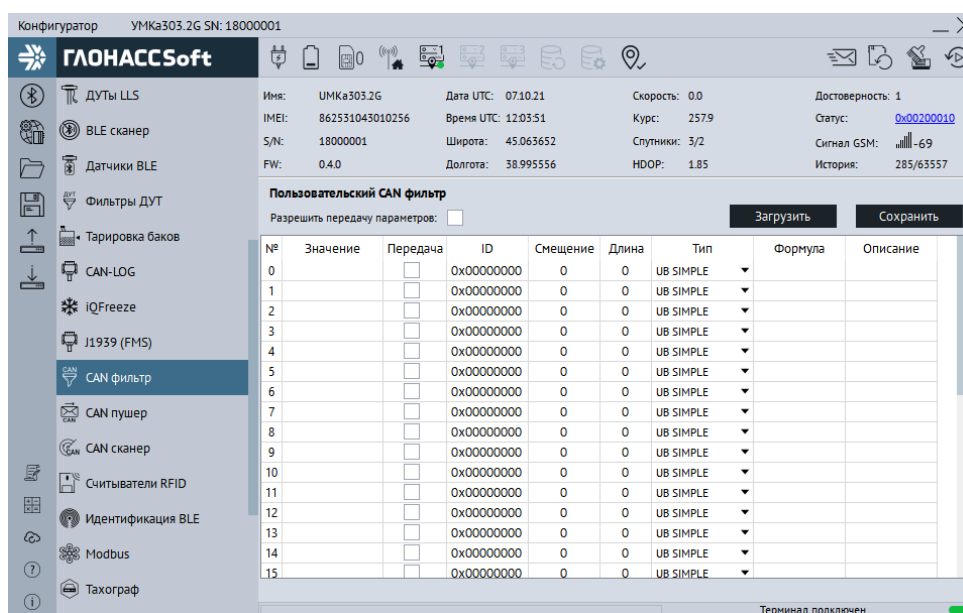 Конфигуратор УМКа303.2G SN: 18000001
ГЛОНАССSoft
0
ДУТы LLS
BLE сканер
Датчики BLE
Фильтры ДУТ
Тарировка баков
CAN-LOG
iQFreeze
J1939 (FMS)
CAN фильтр
CAN пушер
CAN сканер
Считыватели RFID
Идентификация BLE
Modbus
Тахограф
Имя: УМКа303.2G Дата UTC: 07.10.21 Скорость: 0.0 Достоверность: 1
IMEI: 862531043010256 Время UTC: 12:03:51 Курс: 257.9 Статус: 0x00200010
S/N: 18000001 Широта: 45.063652 Спутники: 3/2 Сигнал GSM: -69
FW: 0.4.0 Долгота: 38.995556 HDOP: 1.85 История: 285/63557
Пользовательский CAN фильтр
Разрешить передачу параметров: Загрузить Сохранить
№ Значение Передача ID Смещение Длина Тип Формула Описание
0 0x00000000 0 0 UB SIMPLE
1 0x00000000 0 0 UB SIMPLE
2 0x00000000 0 0 UB SIMPLE
3 0x00000000 0 0 UB SIMPLE
4 0x00000000 0 0 UB SIMPLE
5 0x00000000 0 0 UB SIMPLE
6 0x00000000 0 0 UB SIMPLE
7 0x00000000 0 0 UB SIMPLE
8 0x00000000 0 0 UB SIMPLE
9 0x00000000 0 0 UB SIMPLE
10 0x00000000 0 0 UB SIMPLE
11 0x00000000 0 0 UB SIMPLE
12 0x00000000 0 0 UB SIMPLE
13 0x00000000 0 0 UB SIMPLE
14 0x00000000 0 0 UB SIMPLE
15 0x00000000 0 0 UB SIMPLE
Терминал подключен